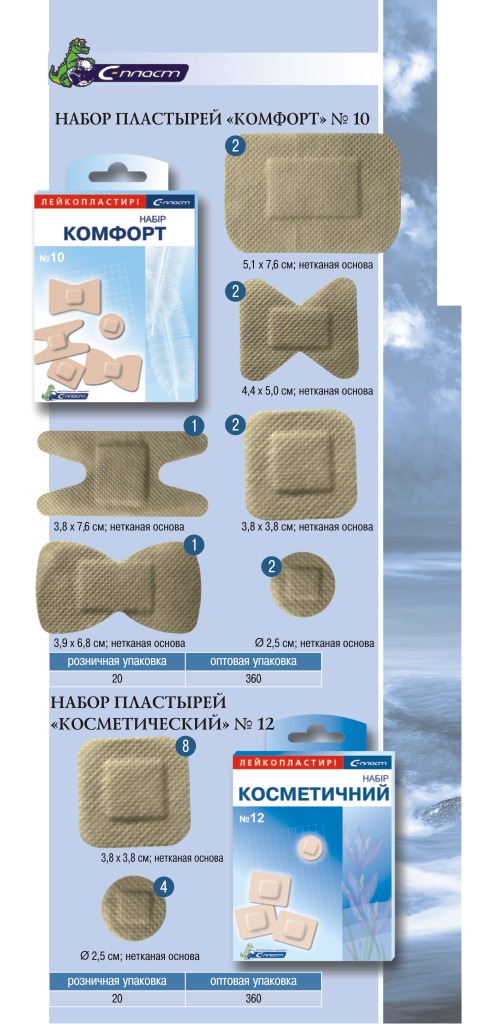 С-пласт
НАБОР ПЛАСТЫРЕЙ «КОМФОРТ» № 10
2
5,1 x 7,6 см; нетканая основа
ЛЕЙКОПЛАСТИРІ С-пласт
НАБІР
КОМФОРТ
№10
С-пласт
2
4,4 x 5,0 см; нетканая основа
1
3,8 x 7,6 см; нетканая основа
2
3,8 x 3,8 см; нетканая основа
1
3,9 x 6,8 см; нетканая основа
2
Ø 2,5 см; нетканая основа
розничная упаковка оптовая упаковка
20 360
НАБОР ПЛАСТЫРЕЙ
«КОСМЕТИЧЕСКИЙ» № 12
8
3,8 x 3,8 см; нетканая основа
4
Ø 2,5 см; нетканая основа
ЛЕЙКОПЛАСТИРІ С-пласт
НАБІР
КОСМЕТИЧНИЙ
№12
С-пласт
розничная упаковка оптовая упаковка
20 360